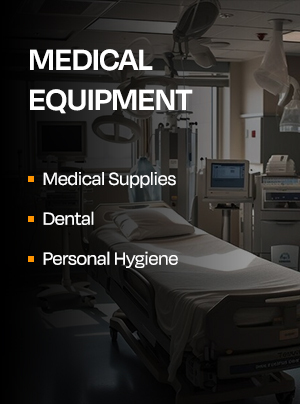 MEDICAL
EQUIPMENT
Medical Supplies
Dental
Personal Hygiene